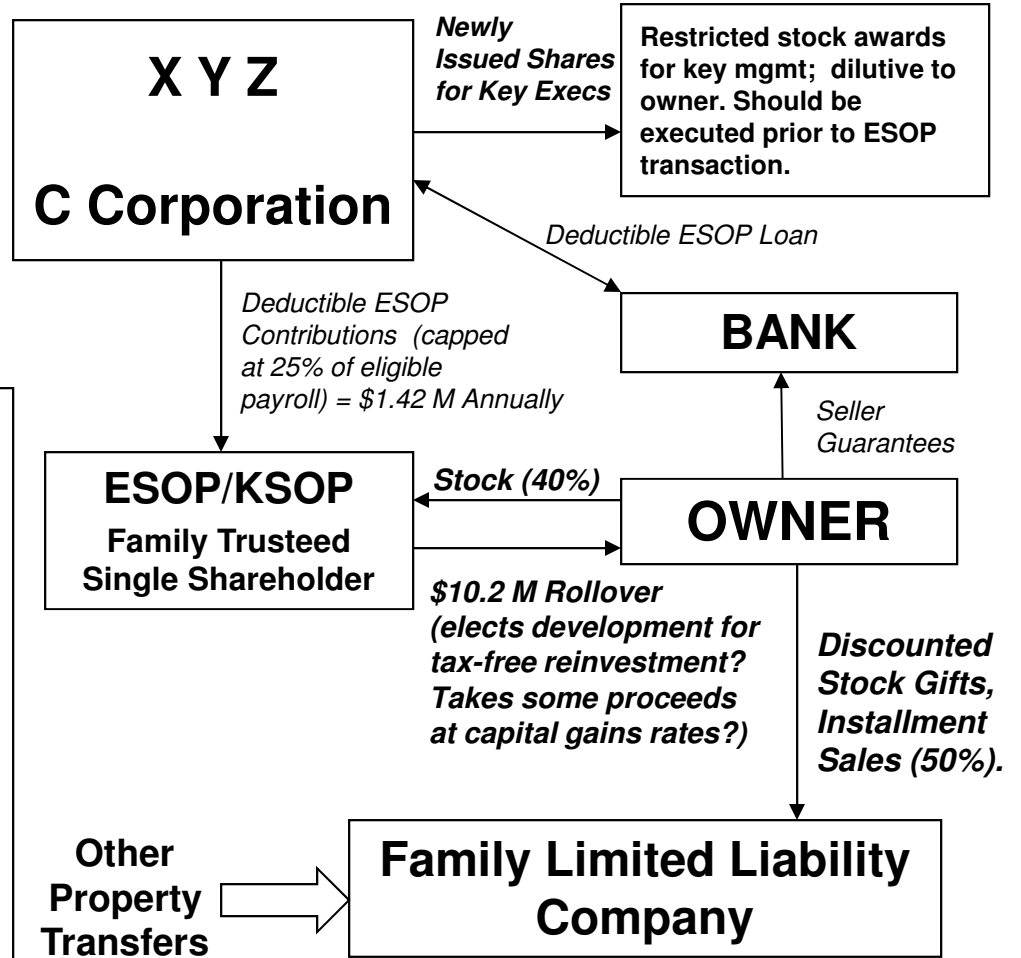 X Y Z
C Corporation
Newly
Issued Shares
for Key Execs
Restricted stock awards
for key mgmt;  dilutive to
owner. Should be
executed prior to ESOP
transaction.
Deductible ESOP Loan
Deductible ESOP
Contributions  (capped
at 25% of eligible
payroll) = $1.42 M Annually
BANK
Seller
Guarantees
ESOP/KSOP
Family Trusteed
Single Shareholder
Stock (40%)
OWNER
$10.2 M Rollover
(elects development for
tax-free reinvestment?
Takes some proceeds
at capital gains rates?)
Discounted
Stock Gifts,
Installment
Sales (50%).
Other
Property
Transfers
Family Limited Liability
Company